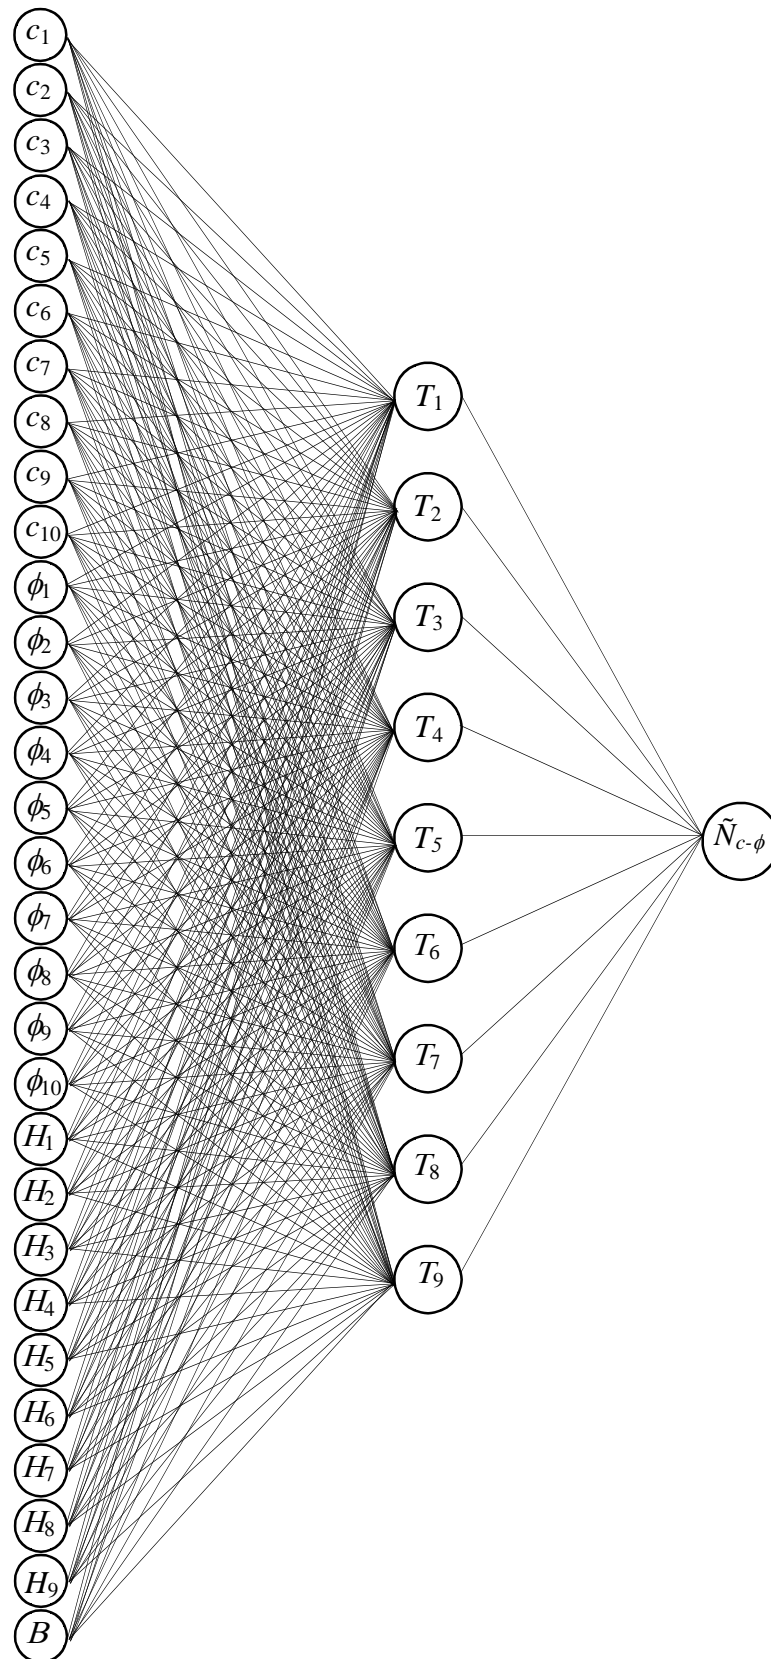 c₁
c₂
c₃
c₄
c₅
c₆
c₇
c₈
c₉
c₁₀
ϕ₁
ϕ₂
ϕ₃
ϕ₄
ϕ₅
ϕ₆
ϕ₇
ϕ₈
ϕ₉
ϕ₁₀
H₁
H₂
H₃
H₄
H₅
H₆
H₇
H₈
H₉
B
T₁
T₂
T₃
T₄
T₅
T₆
T₇
T₈
T₉
Ñc-ϕ